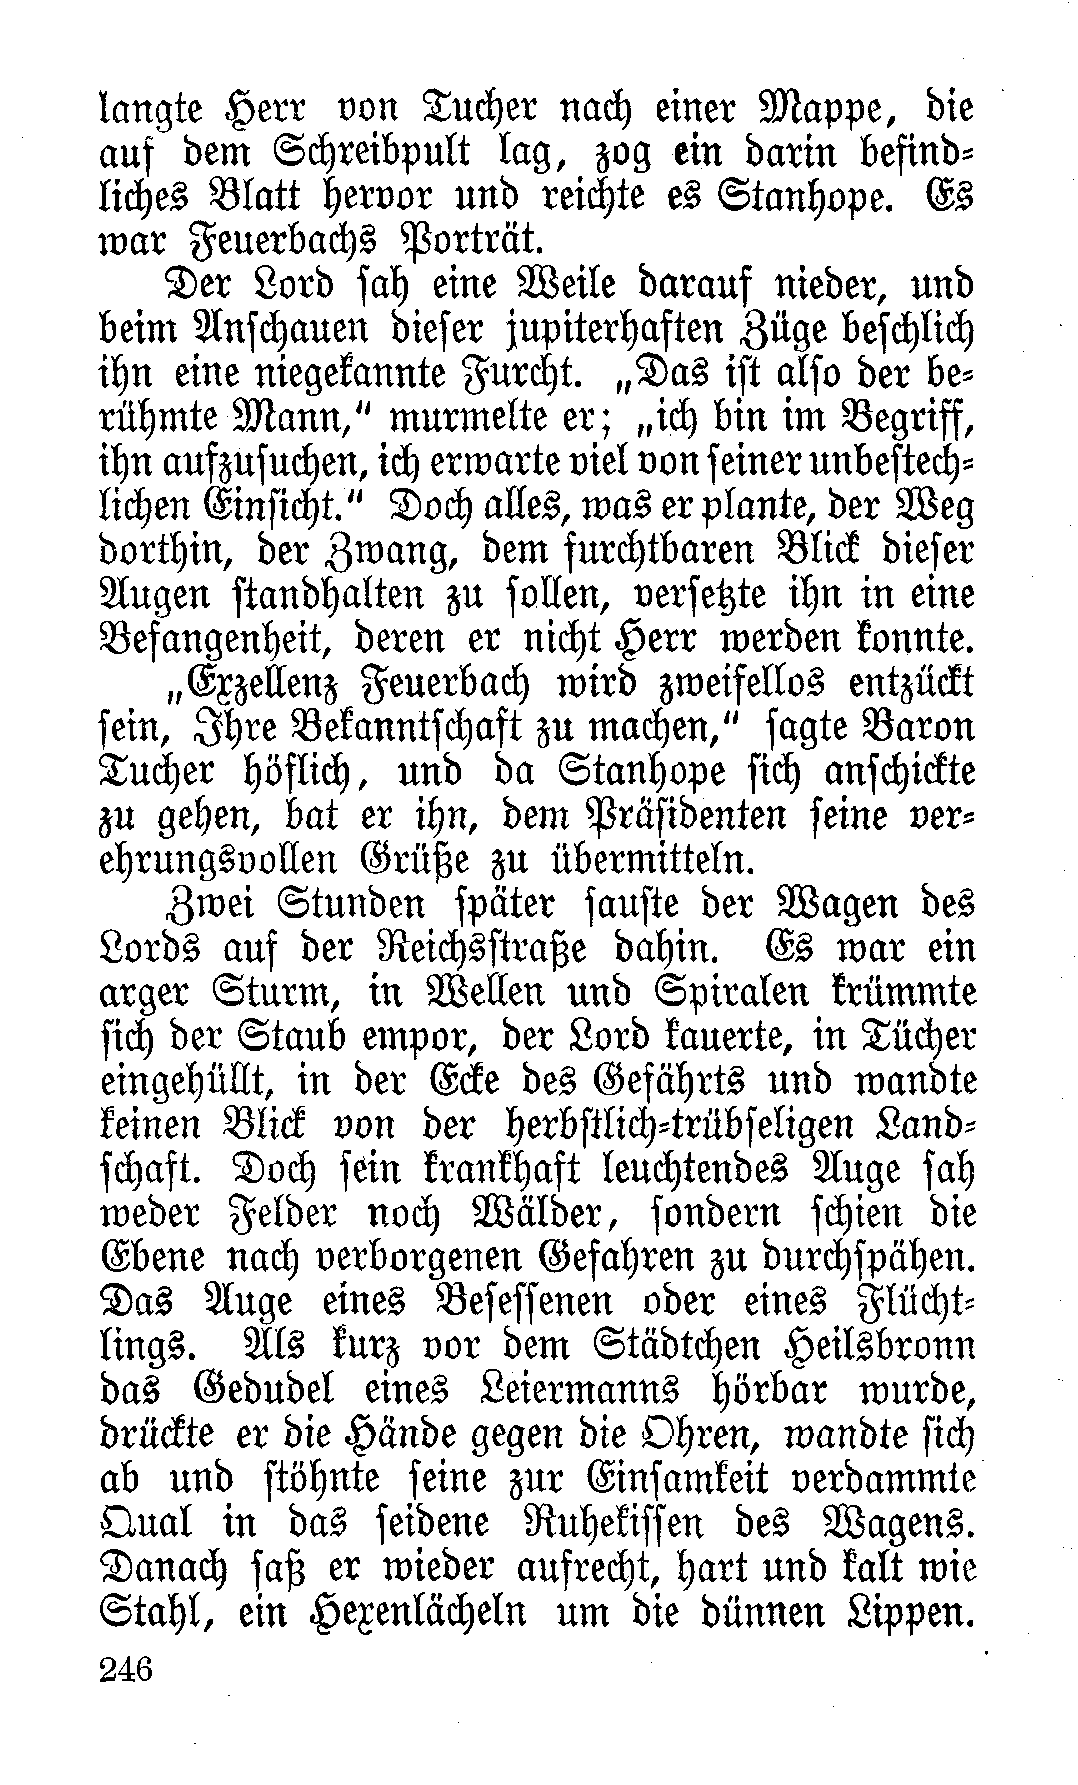 langte Herr von Tucher nach einer Mappe, die
auf dem Schreibpult lag, zog ein darin befind-
liches Blatt hervor und reichte es Stanhope. Es
war Feuerbachs Porträt.
Der Lord sah eine Weile darauf nieder, und
beim Anschauen dieser jupiterhaften Züge beschlich
ihn eine niegekannte Furcht. „Das ist also der be-
rühmte Mann,“ murmelte er; „ich bin im Begriff,
ihn aufzusuchen, ich erwarte viel von seiner unbestech-
lichen Einsicht.“ Doch alles, was er plante, der Weg
dorthin, der Zwang, dem furchtbaren Blick dieser
Augen standhalten zu sollen, versetzte ihn in eine
Befangenheit, deren er nicht Herr werden konnte.
„Exzellenz Feuerbach wird zweifellos entzückt
sein, Ihre Bekanntschaft zu machen,“ sagte Baron
Tucher höflich, und da Stanhope sich anschickte
zu gehen, bat er ihn, dem Präsidenten seine ver-
ehrungsvollen Grüße zu übermitteln.
Zwei Stunden später sauste der Wagen des
Lords auf der Reichsstraße dahin. Es war ein
arger Sturm, in Wellen und Spiralen krümmte
sich der Staub empor, der Lord kauerte, in Tücher
eingehüllt, in der Ecke des Gefährts und wandte
keinen Blick von der herbstlich-trübseligen Land-
schaft. Doch sein krankhaft leuchtendes Auge sah
weder Felder noch Wälder, sondern schien die
Ebene nach verborgenen Gefahren zu durchspähen.
Das Auge eines Besessenen oder eines Flücht-
lings. Als kurz vor dem Städtchen Heilsbronn
das Gedudel eines Leiermanns hörbar wurde,
drückte er die Hände gegen die Ohren, wandte sich
ab und stöhnte seine zur Einsamkeit verdammte
Qual in das seidene Ruhekissen des Wagens.
Danach saß er wieder aufrecht, hart und kalt wie
Stahl, ein Hexenlächeln um die dünnen Lippen.
246